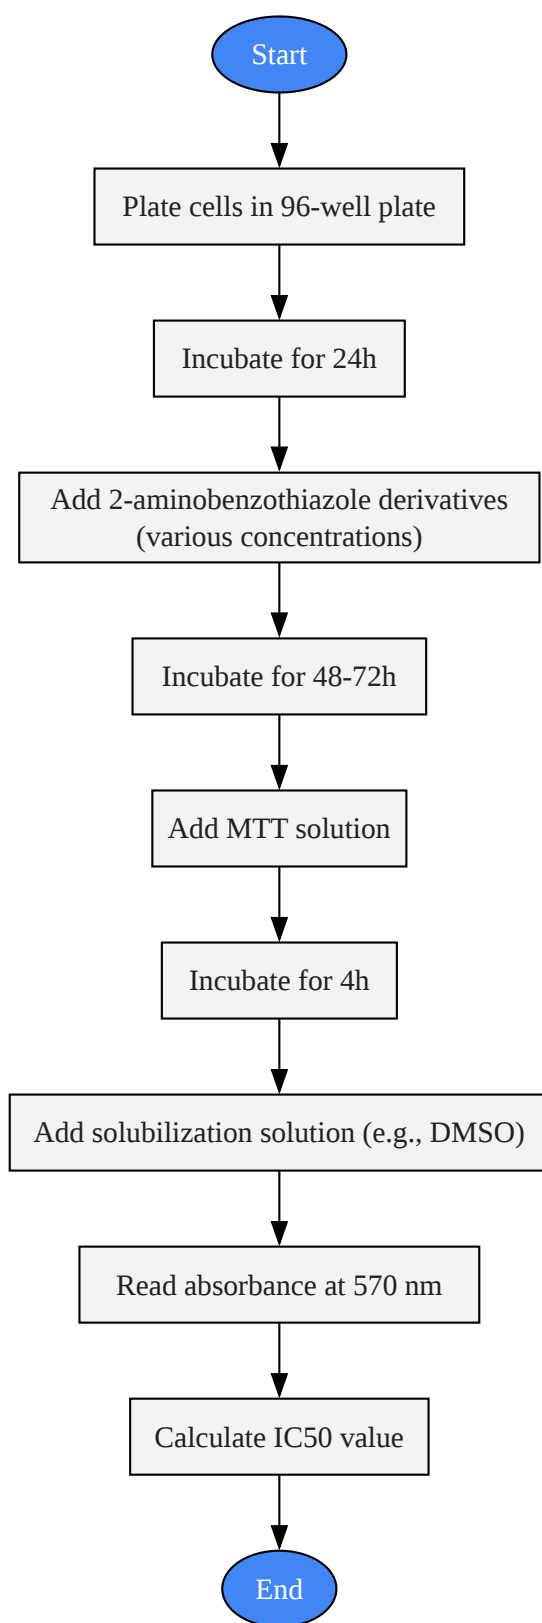 Start
Plate cells in 96-well plate
Incubate for 24h
Add 2-aminobenzothiazole derivatives
(various concentrations)
Incubate for 48-72h
Add MTT solution
Incubate for 4h
Add solubilization solution (e.g., DMSO)
Read absorbance at 570 nm
Calculate IC50 value
End